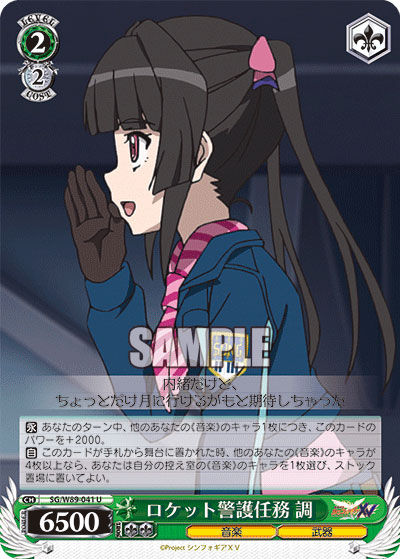 LEVEL
2
2
COST
S.O.N.G
SAMPLE
内緒だけど、
ちょっとだけ月に行けるかもと期待しちゃった
永 あなたのターン中、他のあなたの《音楽》のキャラ1枚につき、このカードの
パワーを+2000。
自 このカードが手札から舞台に置かれた時、他のあなたの《音楽》のキャラが
4枚以上なら、あなたは自分の控え室の《音楽》のキャラを1枚選び、ストック
置場に置いてよい。
CH SG/W89-041 U
6500 ロケット警護任務 調
音楽 武器
©Project シンフォギアXV